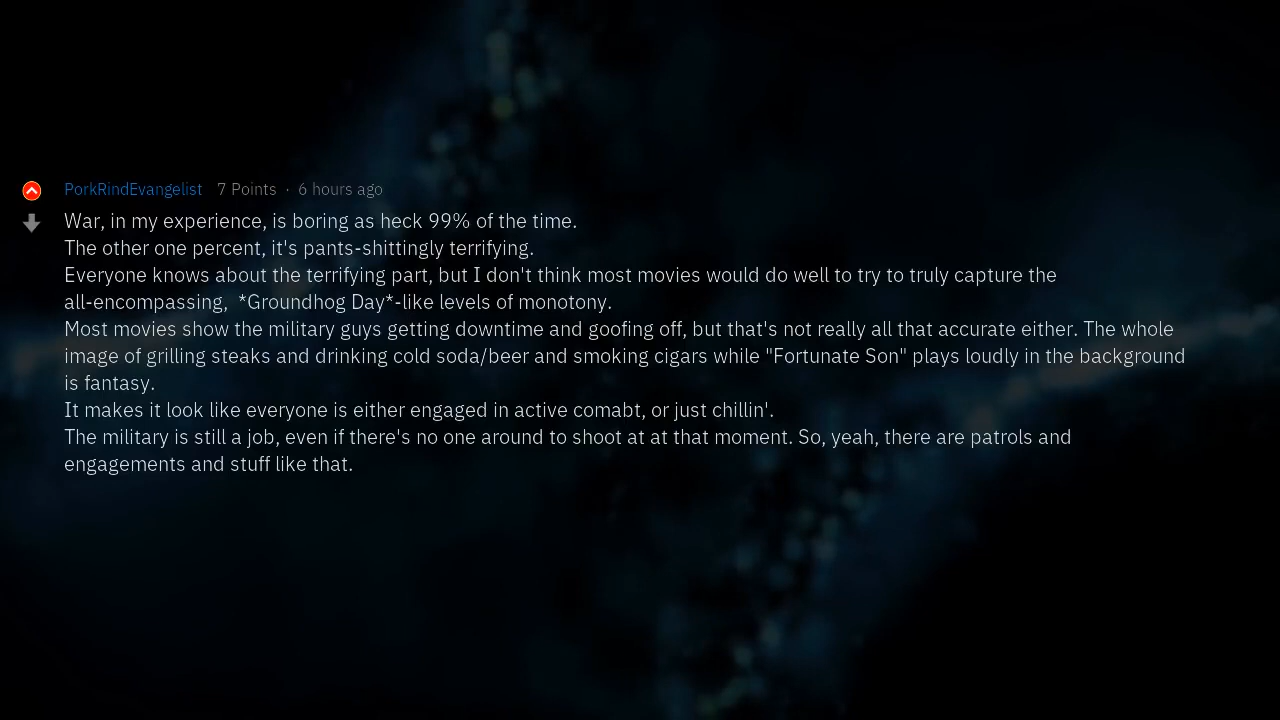 PorkRindEvangelist 7 Points · 6 hours ago
War, in my experience, is boring as heck 99% of the time.
The other one percent, it's pants-shittingly terrifying.
Everyone knows about the terrifying part, but I don't think most movies would do well to try to truly capture the
all-encompassing,  *Groundhog Day*-like levels of monotony.
Most movies show the military guys getting downtime and goofing off, but that's not really all that accurate either. The whole
image of grilling steaks and drinking cold soda/beer and smoking cigars while "Fortunate Son" plays loudly in the background
is fantasy.
It makes it look like everyone is either engaged in active comabt, or just chillin'.
The military is still a job, even if there's no one around to shoot at at that moment. So, yeah, there are patrols and
engagements and stuff like that.